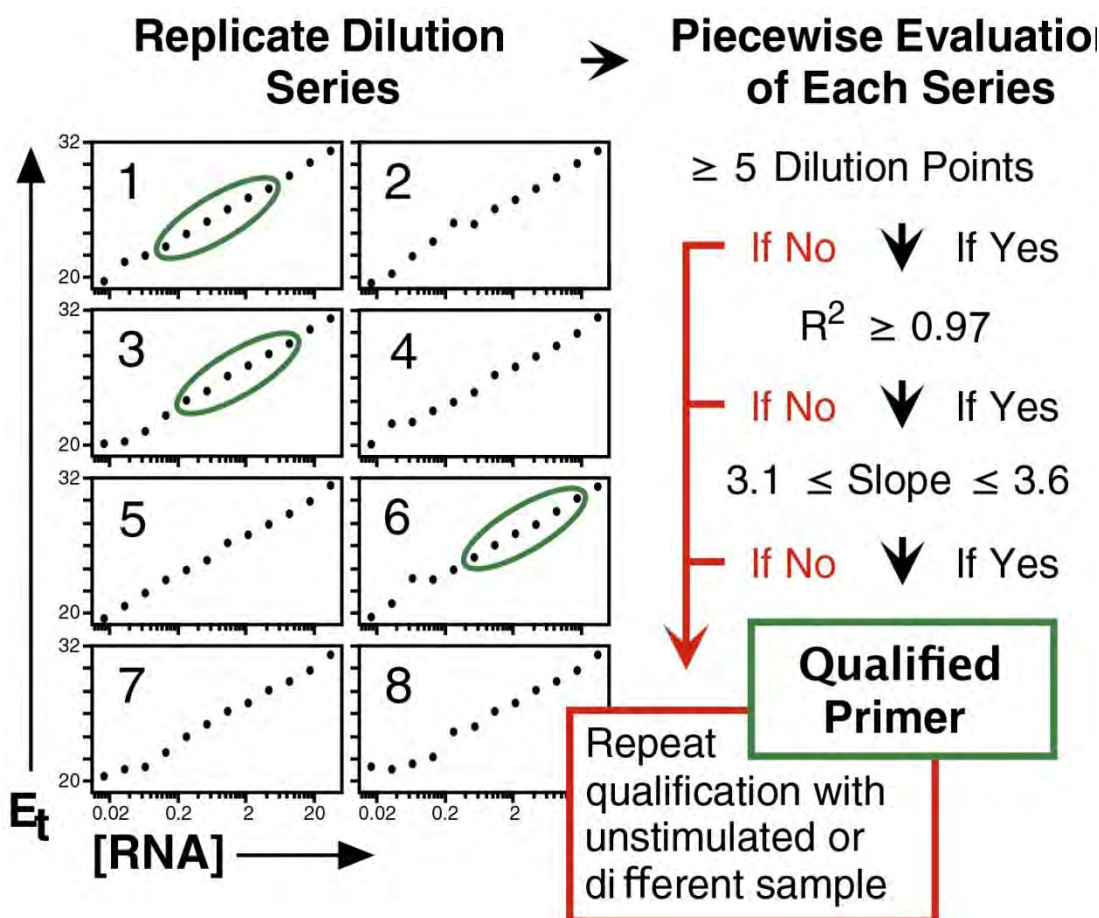 Replicate Dilution
Series
Piecewise Evaluation
of Each Series
32
20
1
2
32
20
3
4
32
20
5
6
32
20
7
8
0.02 0.2 2 20
0.02 0.2 2
Et
[RNA]
≥ 5 Dilution Points
If No If Yes
R² ≥ 0.97
If No If Yes
3.1 ≤ Slope ≤ 3.6
If No If Yes
Qualified
Primer
Repeat
qualification with
unstimulated or
different sample